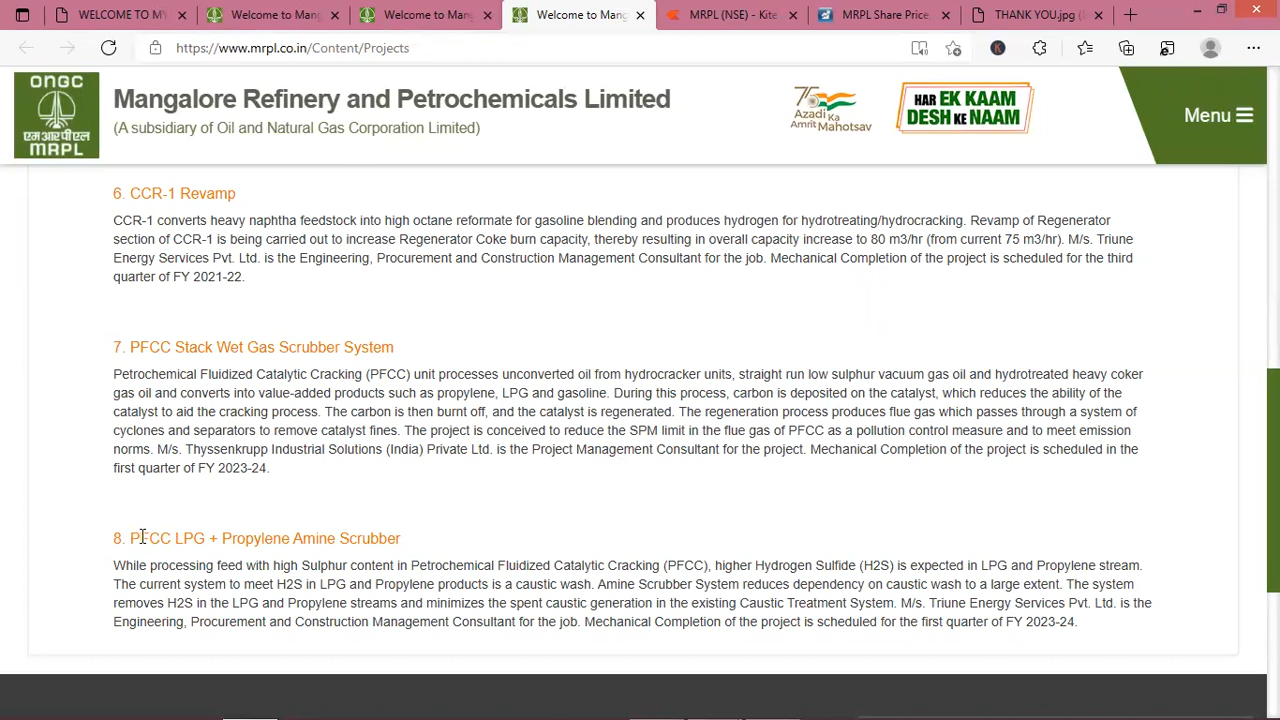 WELCOME TO MY
Welcome to Mang
Welcome to Mang
Welcome to Mang
MRPL (NSE) - Kite
MRPL Share Price,
THANK YOU.jpg (
https://www.mrpl.co.in/Content/Projects
ONGC
एमआरपीएल
MRPL
Mangalore Refinery and Petrochemicals Limited
(A subsidiary of Oil and Natural Gas Corporation Limited)
75
Azadi Ka
Amrit Mahotsav
HAR EK KAAM
DESH KE NAAM
Menu
6. CCR-1 Revamp
CCR-1 converts heavy naphtha feedstock into high octane reformate for gasoline blending and produces hydrogen for hydrotreating/hydrocracking. Revamp of Regenerator
section of CCR-1 is being carried out to increase Regenerator Coke burn capacity, thereby resulting in overall capacity increase to 80 m3/hr (from current 75 m3/hr). M/s. Triune
Energy Services Pvt. Ltd. is the Engineering, Procurement and Construction Management Consultant for the job. Mechanical Completion of the project is scheduled for the third
quarter of FY 2021-22.
7. PFCC Stack Wet Gas Scrubber System
Petrochemical Fluidized Catalytic Cracking (PFCC) unit processes unconverted oil from hydrocracker units, straight run low sulphur vacuum gas oil and hydrotreated heavy coker
gas oil and converts into value-added products such as propylene, LPG and gasoline. During this process, carbon is deposited on the catalyst, which reduces the ability of the
catalyst to aid the cracking process. The carbon is then burnt off, and the catalyst is regenerated. The regeneration process produces flue gas which passes through a system of
cyclones and separators to remove catalyst fines. The project is conceived to reduce the SPM limit in the flue gas of PFCC as a pollution control measure and to meet emission
norms. M/s. Thyssenkrupp Industrial Solutions (India) Private Ltd. is the Project Management Consultant for the project. Mechanical Completion of the project is scheduled in the
first quarter of FY 2023-24.
8. PFCC LPG + Propylene Amine Scrubber
While processing feed with high Sulphur content in Petrochemical Fluidized Catalytic Cracking (PFCC), higher Hydrogen Sulfide (H2S) is expected in LPG and Propylene stream.
The current system to meet H2S in LPG and Propylene products is a caustic wash. Amine Scrubber System reduces dependency on caustic wash to a large extent. The system
removes H2S in the LPG and Propylene streams and minimizes the spent caustic generation in the existing Caustic Treatment System. M/s. Triune Energy Services Pvt. Ltd. is the
Engineering, Procurement and Construction Management Consultant for the job. Mechanical Completion of the project is scheduled for the first quarter of FY 2023-24.